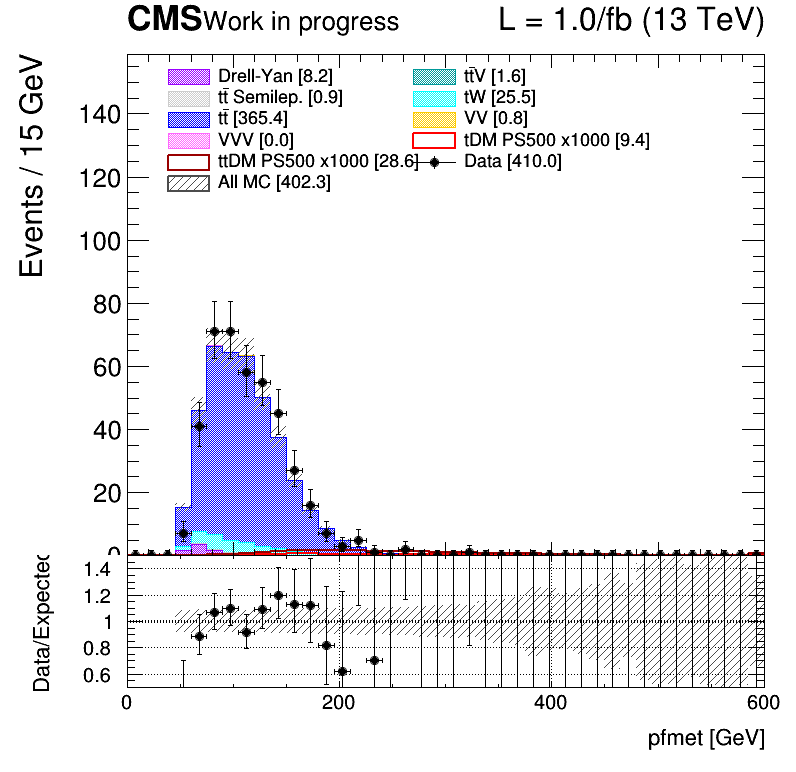 CMS Work in progress L = 1.0/fb (13 TeV)
Events / 15 GeV
Drell-Yan [8.2] tt̄V [1.6]
tt̄ Semilep. [0.9] tW [25.5]
tt̄ [365.4] VV [0.8]
VVV [0.0] tDM PS500 x1000 [9.4]
ttDM PS500 x1000 [28.6] Data [410.0]
All MC [402.3]
140
120
100
80
60
40
20
0
Data/Expected
1.4
1.2
1
0.8
0.6
0 200 400 600
pfmet [GeV]